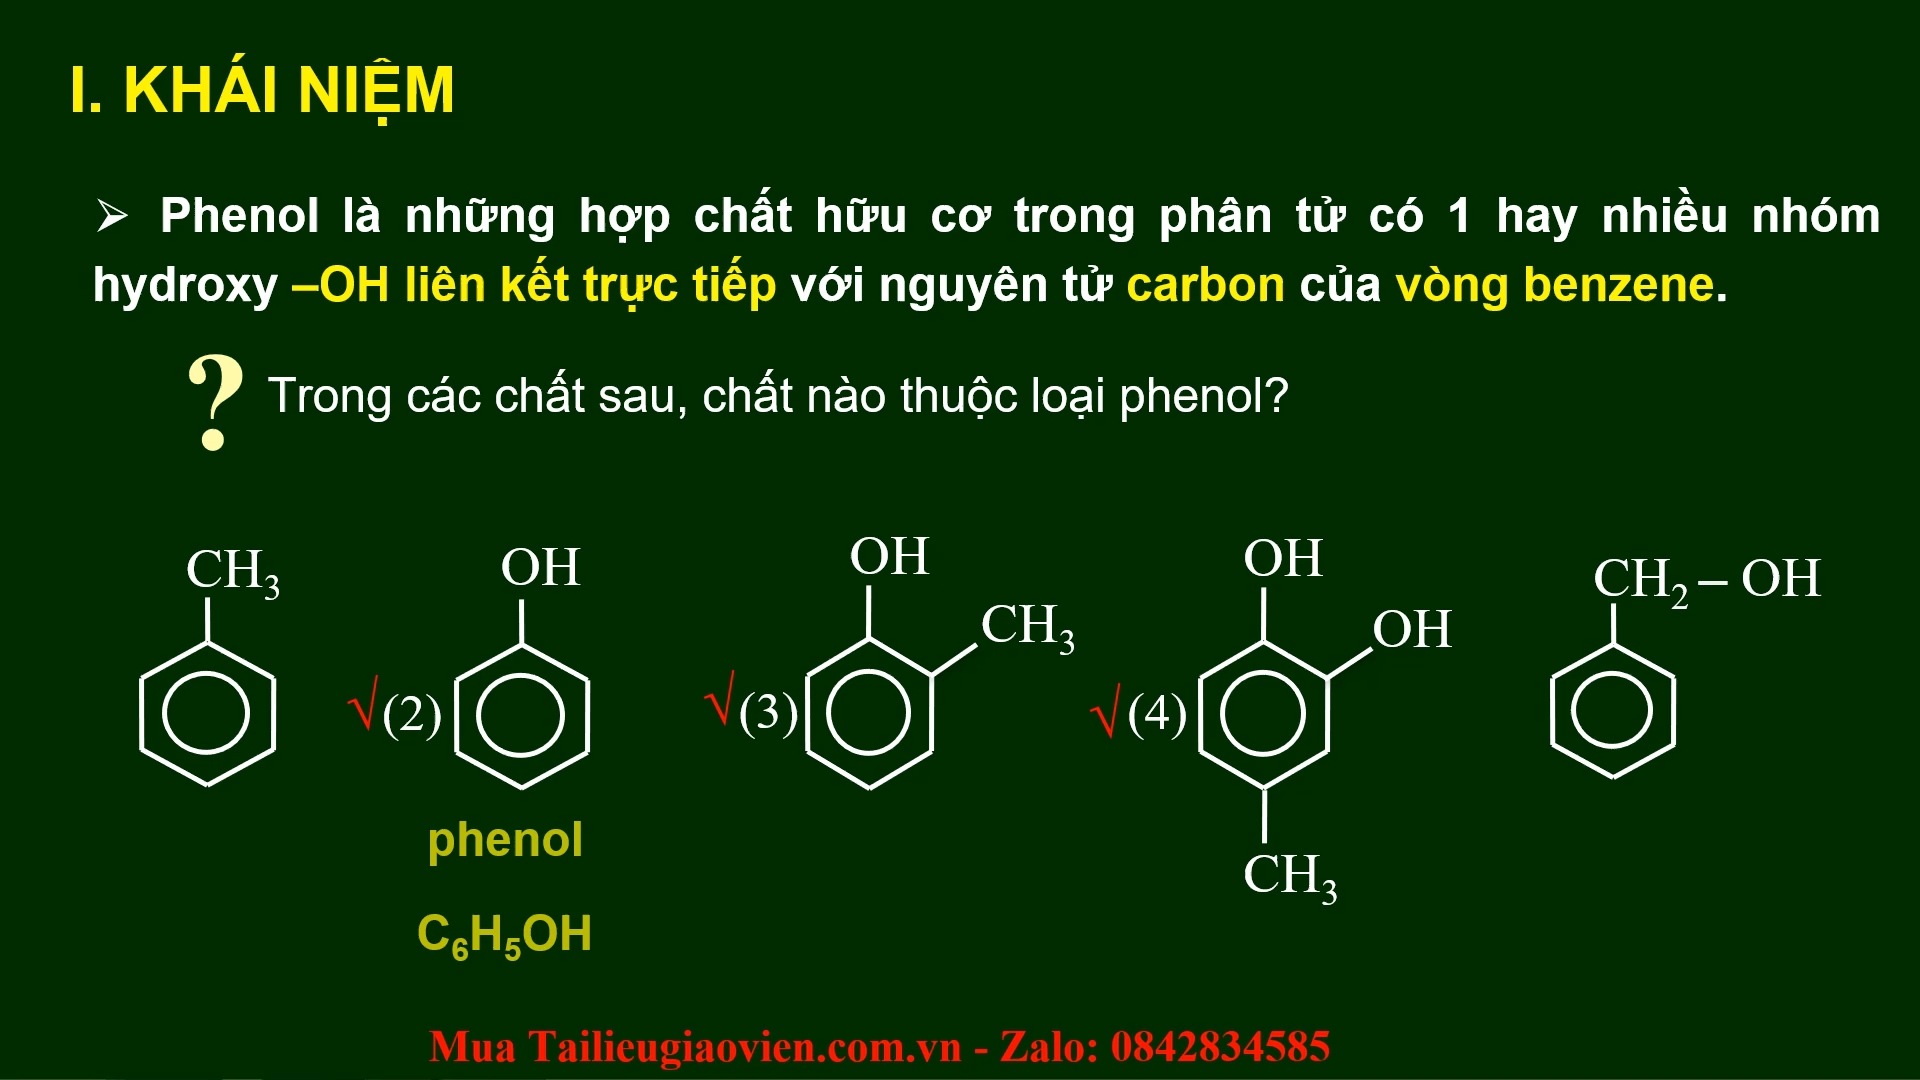 I. KHÁI NIỆM
➢ Phenol là những hợp chất hữu cơ trong phân tử có 1 hay nhiều nhóm
hydroxy –OH liên kết trực tiếp với nguyên tử carbon của vòng benzene.
? Trong các chất sau, chất nào thuộc loại phenol?
CH₃
OH
√(2)
OH
CH₃
√(3)
OH
OH
√(4)
CH₃
CH₂ – OH
phenol
C₆H₅OH
Mua Tailieugiaovien.com.vn - Zalo: 0842834585